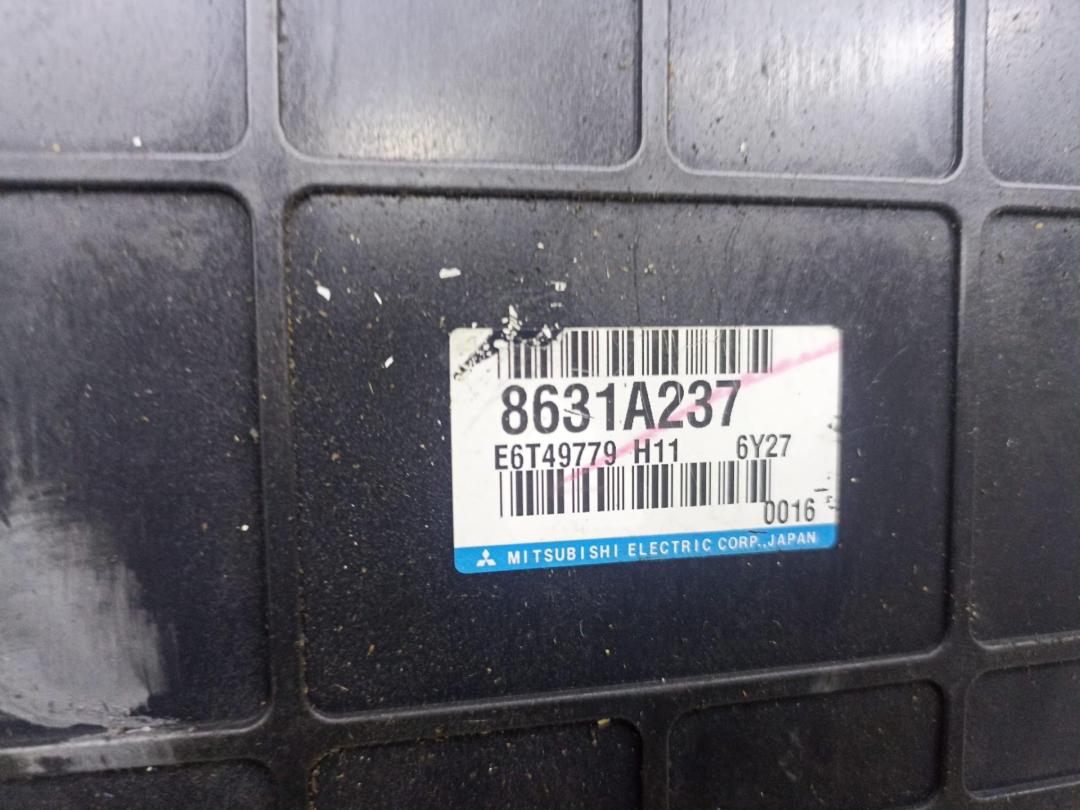 8631A237
E6T49779 H11 6Y27
0016
MITSUBISHI ELECTRIC CORP.,JAPAN